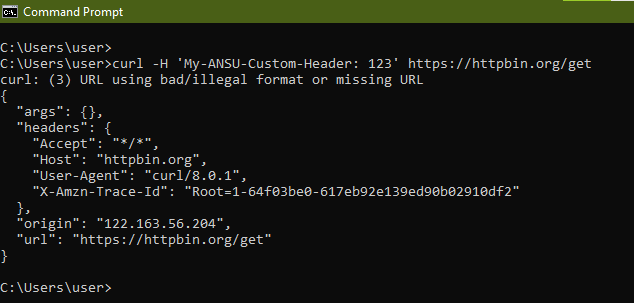 Command Prompt
C:\Users\user>
C:\Users\user>curl -H 'My-ANSU-Custom-Header: 123' https://httpbin.org/get
curl: (3) URL using bad/illegal format or missing URL
{
  "args": {},
  "headers": {
    "Accept": "*/*",
    "Host": "httpbin.org",
    "User-Agent": "curl/8.0.1",
    "X-Amzn-Trace-Id": "Root=1-64f03be0-617eb92e139ed90b02910df2"
  },
  "origin": "122.163.56.204",
  "url": "https://httpbin.org/get"
}
C:\Users\user>